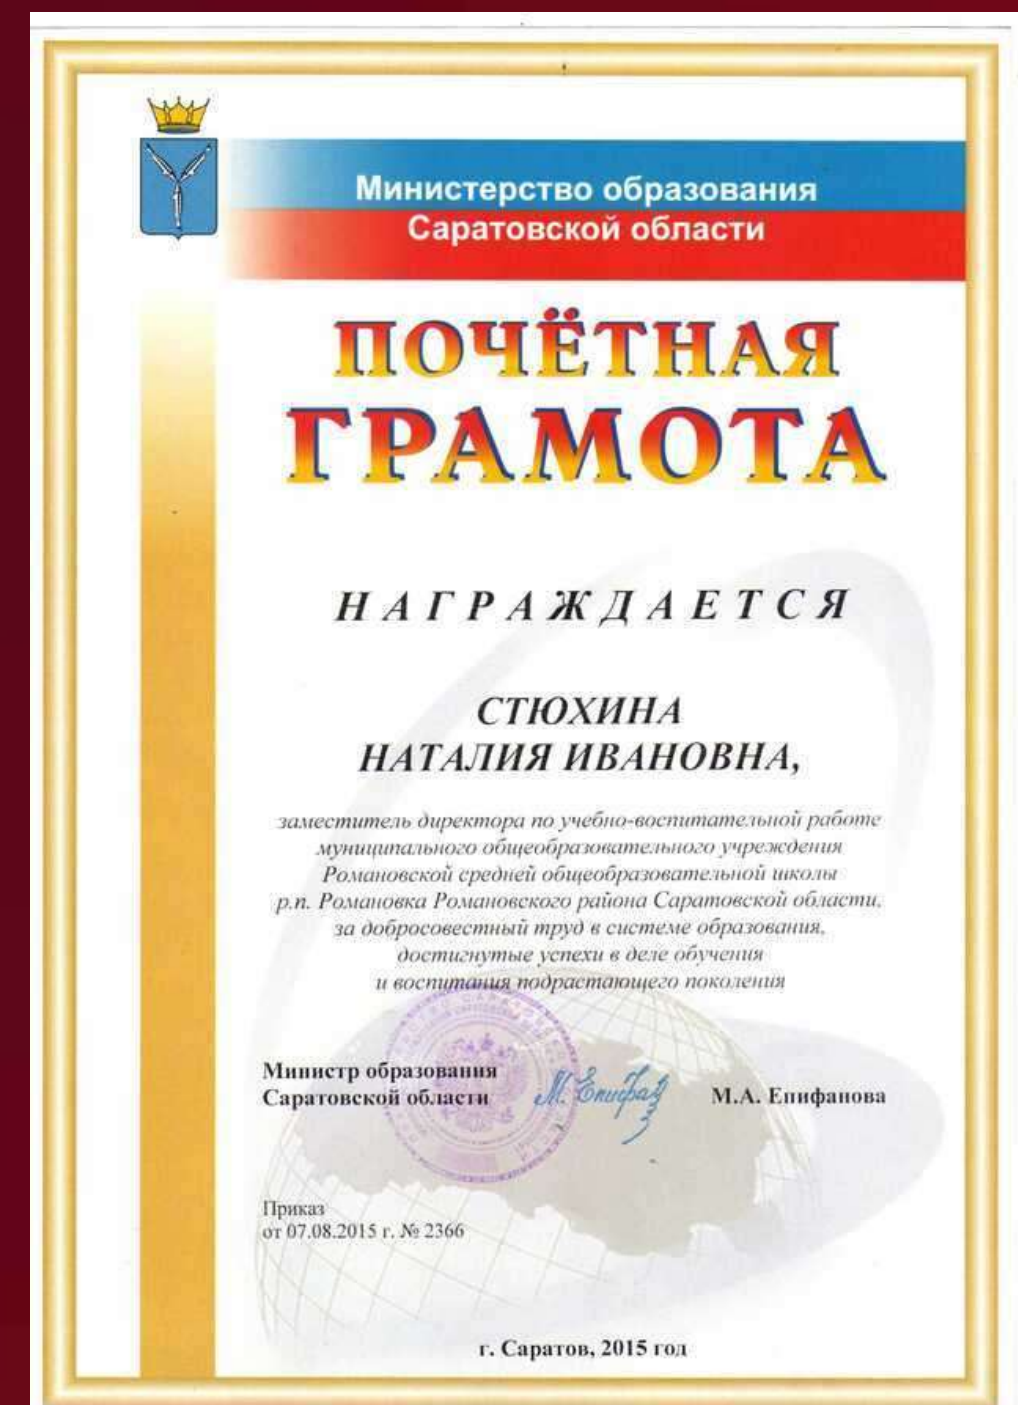 Министерство образования
Саратовской области
ПОЧЁТНАЯ
ГРАМОТА
НАГРАЖДАЕТСЯ
СТЮХИНА
НАТАЛИЯ ИВАНОВНА,
заместитель директора по учебно-воспитательной работе
муниципального общеобразовательного учреждения
Романовской средней общеобразовательной школы
р.п. Романовка Романовского района Саратовской области,
за добросовестный труд в системе образования,
достигнутые успехи в деле обучения
и воспитания подрастающего поколения
Министр образования
Саратовской области
М. Епифан
М.А. Епифанова
Приказ
от 07.08.2015 г. № 2366
г. Саратов, 2015 год